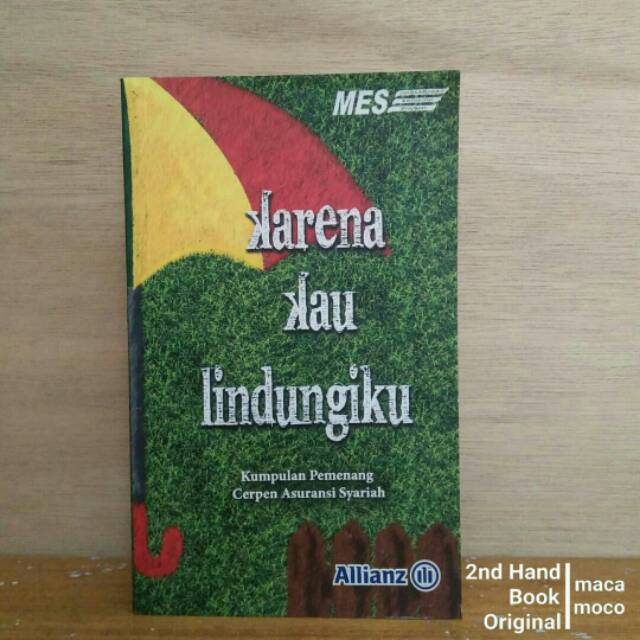 MES
karena
kau
lindungiku
Kumpulan Pemenang
Cerpen Asuransi Syariah
Allianz
2nd Hand
Book
Original
maca
moco